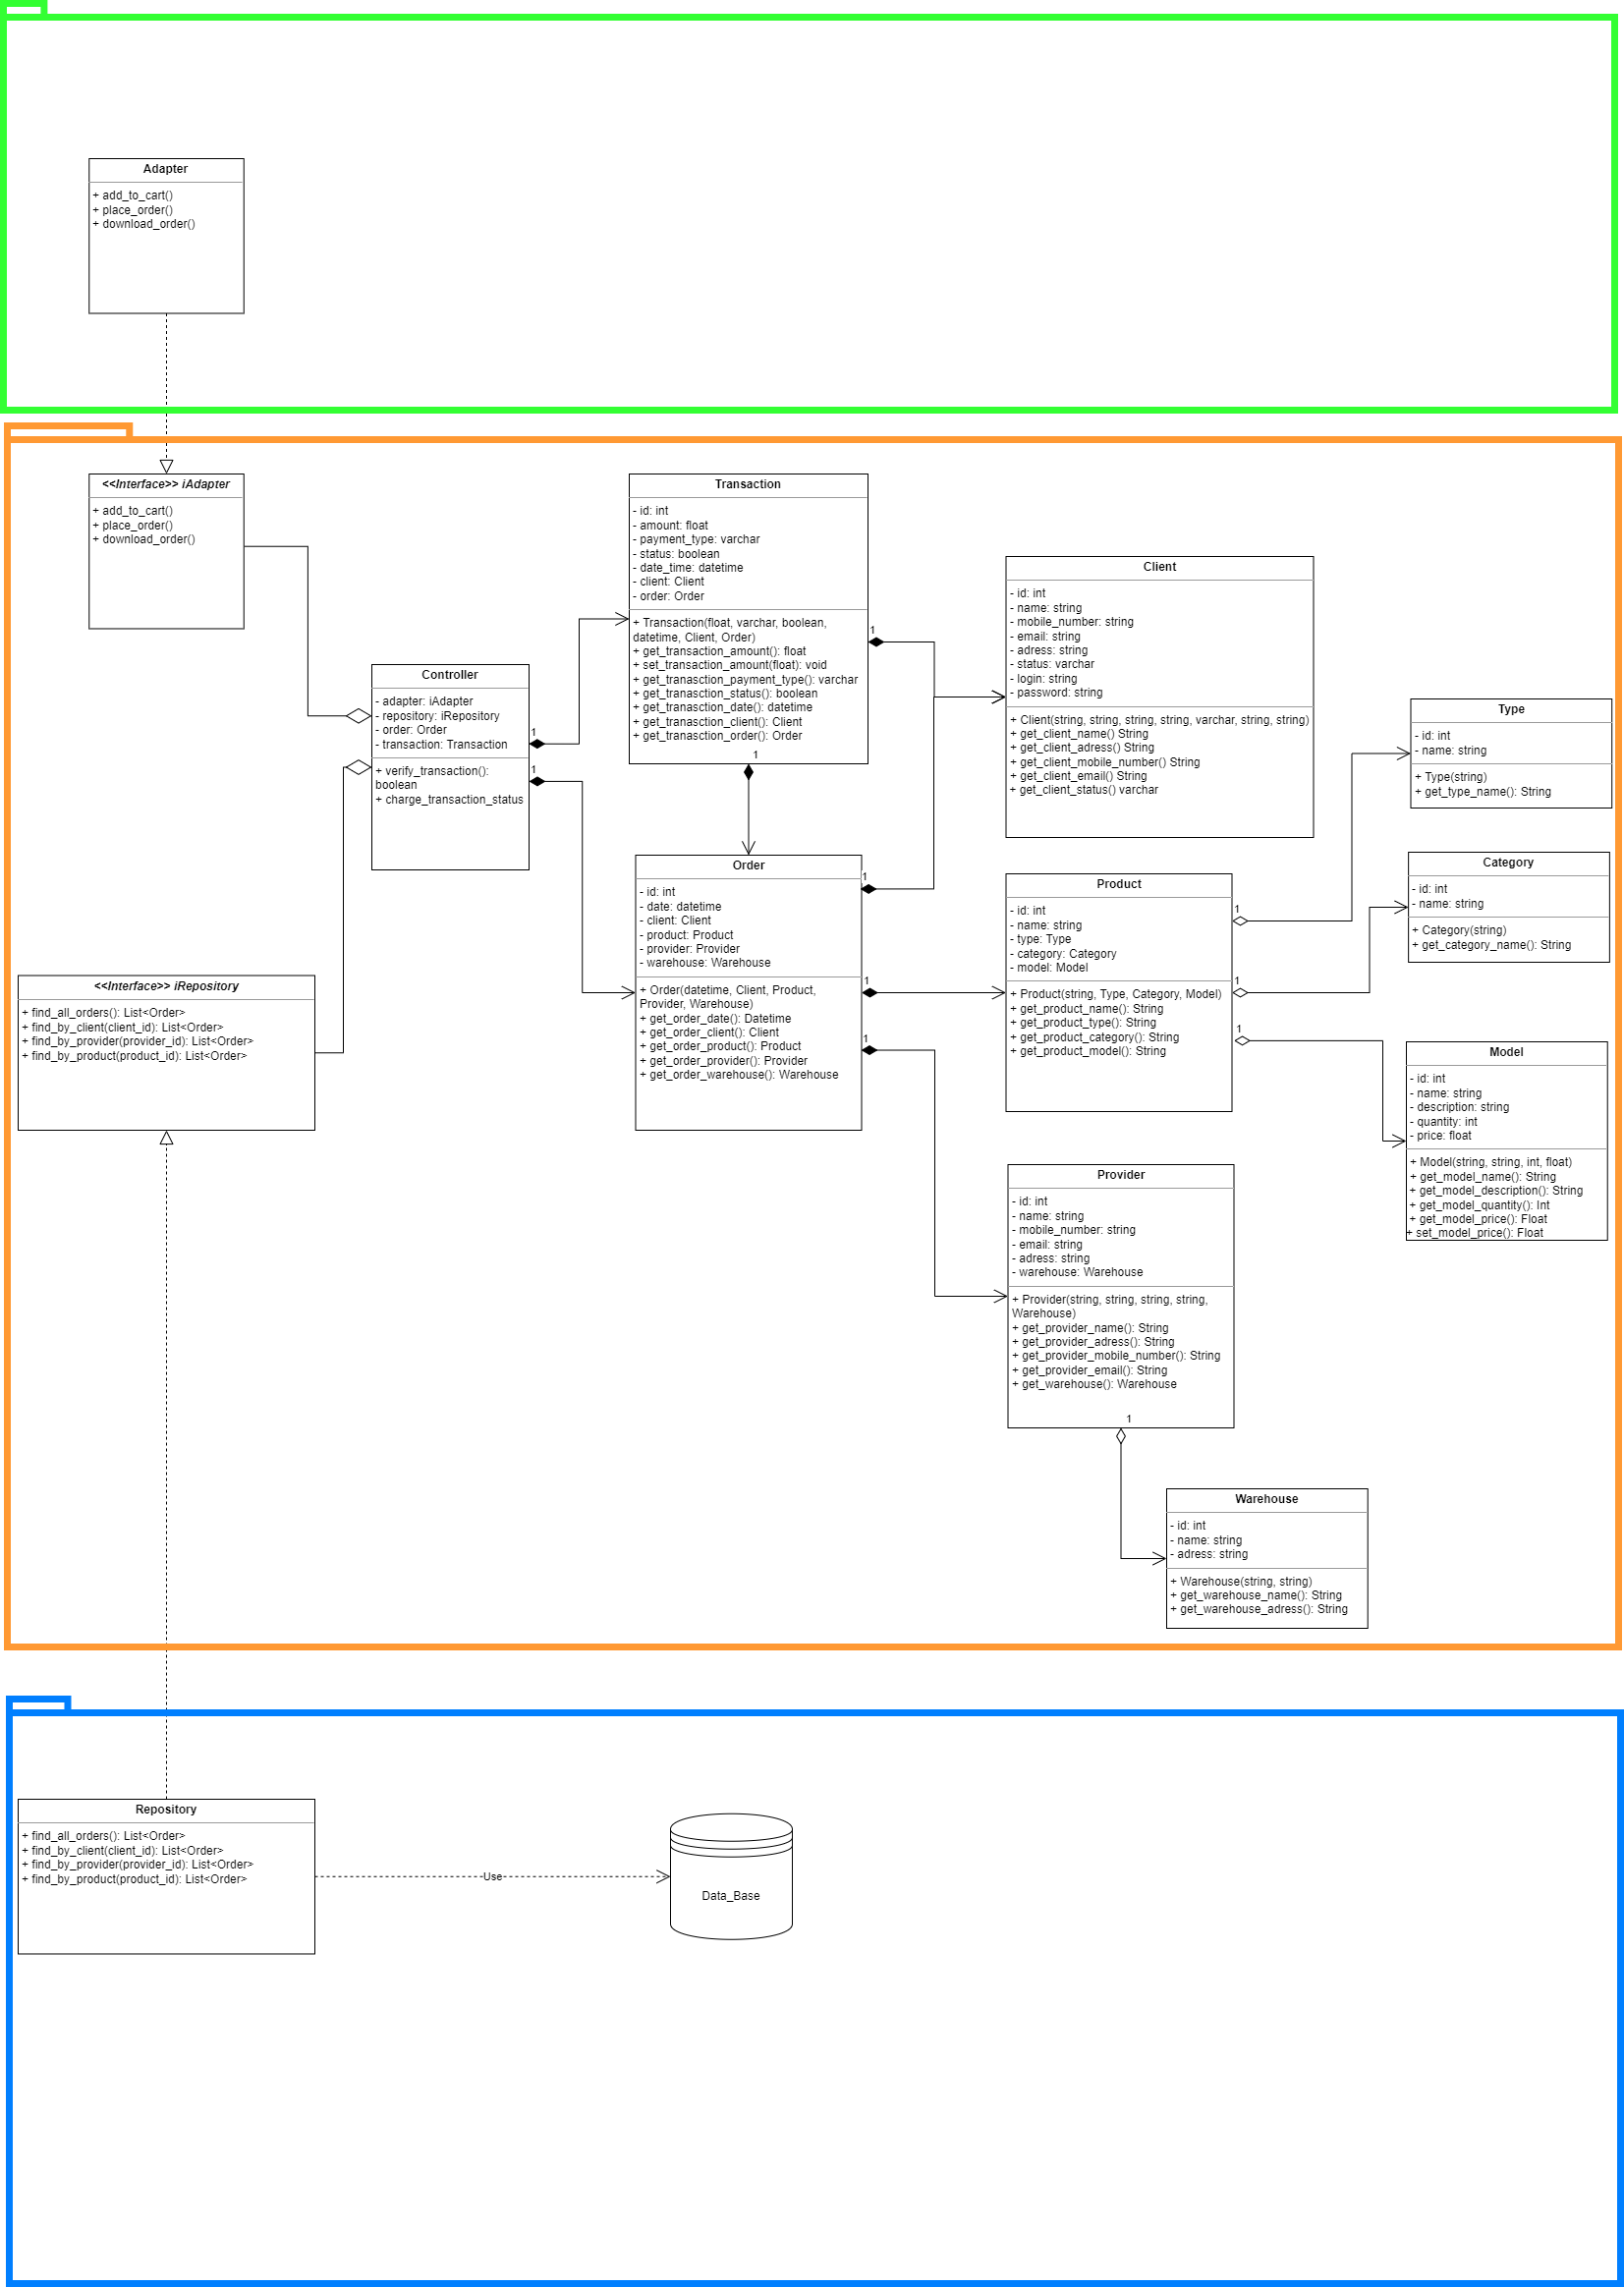 Adapter
+ add_to_cart()
+ place_order()
+ download_order()
<<Interface>> iAdapter
+ add_to_cart()
+ place_order()
+ download_order()
Controller
- adapter: iAdapter
- repository: iRepository
- order: Order
- transaction: Transaction
+ verify_transaction():
boolean
+ charge_transaction_status
1
1
<<Interface>> iRepository
+ find_all_orders(): List<Order>
+ find_by_client(client_id): List<Order>
+ find_by_provider(provider_id): List<Order>
+ find_by_product(product_id): List<Order>
Transaction
- id: int
- amount: float
- payment_type: varchar
- status: boolean
- date_time: datetime
- client: Client
- order: Order
+ Transaction(float, varchar, boolean,
datetime, Client, Order)
+ get_transaction_amount(): float
+ set_transaction_amount(float): void
+ get_transasction_payment_type(): varchar
+ get_transasction_status(): boolean
+ get_transasction_date(): datetime
+ get_transasction_client(): Client
+ get_tranasction_order(): Order
1
1
Order
- id: int
- date: datetime
- client: Client
- product: Product
- provider: Provider
- warehouse: Warehouse
+ Order(datetime, Client, Product,
Provider, Warehouse)
+ get_order_date(): Datetime
+ get_order_client(): Client
+ get_order_product(): Product
+ get_order_provider(): Provider
+ get_order_warehouse(): Warehouse
1
1
1
Client
- id: int
- name: string
- mobile_number: string
- email: string
- adress: string
- status: varchar
- login: string
- password: string
+ Client(string, string, string, string, varchar, string, string)
+ get_client_name() String
+ get_client_adress() String
+ get_client_mobile_number() String
+ get_client_email() String
+ get_client_status() varchar
Product
- id: int
- name: string
- type: Type
- category: Category
- model: Model
+ Product(string, Type, Category, Model)
+ get_product_name(): String
+ get_product_type(): String
+ get_product_category(): String
+ get_product_model(): String
1
1
1
Type
- id: int
- name: string
+ Type(string)
+ get_type_name(): String
Category
- id: int
- name: string
+ Category(string)
+ get_category_name(): String
Model
- id: int
- name: string
- description: string
- quantity: int
- price: float
+ Model(string, string, int, float)
+ get_model_name(): String
+ get_model_description(): String
+ get_model_quantity(): Int
+ get_model_price(): Float
+ set_model_price(): Float
Provider
- id: int
- name: string
- mobile_number: string
- email: string
- adress: string
- warehouse: Warehouse
+ Provider(string, string, string, string,
Warehouse)
+ get_provider_name(): String
+ get_provider_adress(): String
+ get_provider_mobile_number(): String
+ get_provider_email(): String
+ get_warehouse(): Warehouse
1
Warehouse
- id: int
- name: string
- adress: string
+ Warehouse(string, string)
+ get_warehouse_name(): String
+ get_warehouse_adress(): String
Repository
+ find_all_orders(): List<Order>
+ find_by_client(client_id): List<Order>
+ find_by_provider(provider_id): List<Order>
+ find_by_product(product_id): List<Order>
Use
Data_Base